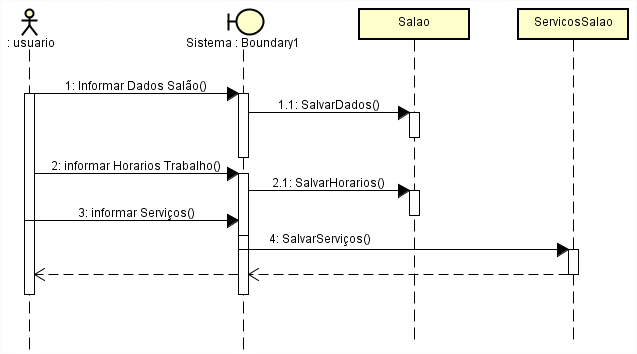 Salao
ServicosSalao
: usuario
Sistema : Boundary1
1: Informar Dados Salão()
1.1: SalvarDados()
2: informar Horarios Trabalho()
2.1: SalvarHorarios()
3: informar Serviços()
4: SalvarServiços()